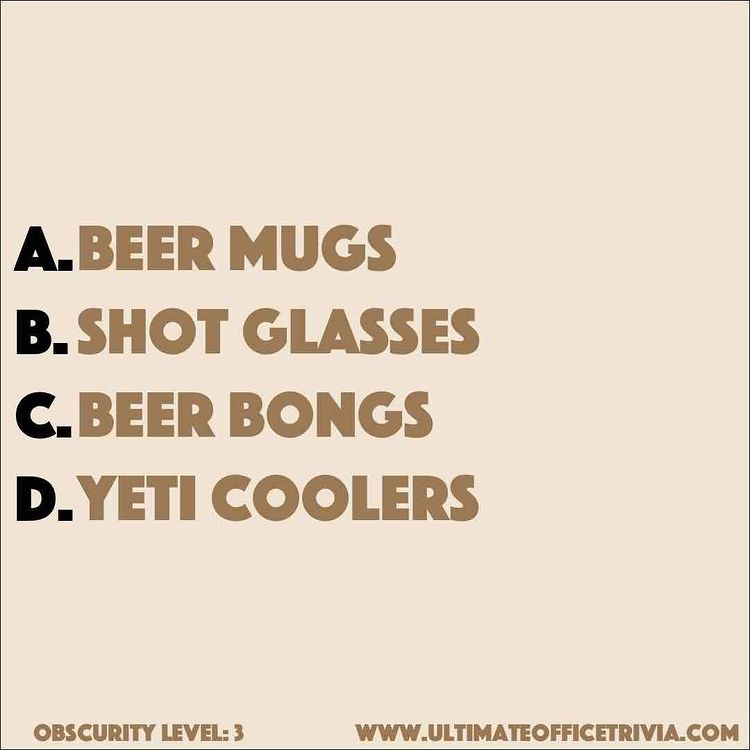 A. BEER MUGS
B. SHOT GLASSES
C. BEER BONGS
D. YETI COOLERS
OBSCURITY LEVEL: 3 WWW.ULTIMATEOFFICETRIVIA.COM